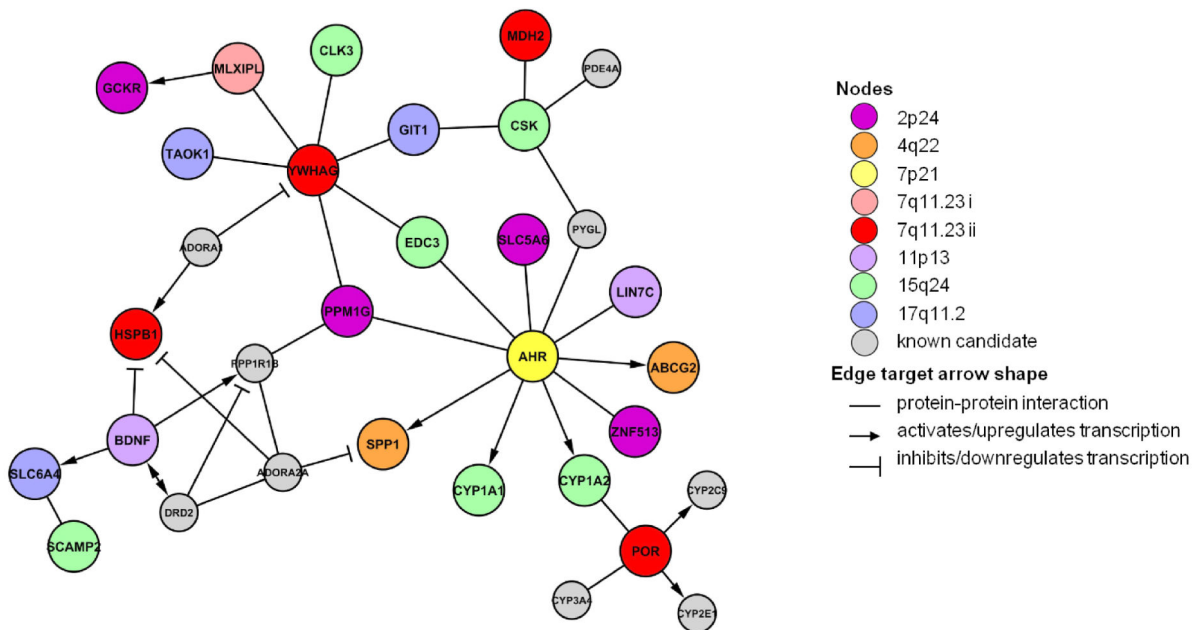 MDH2
CLK3
MLXIPL
PDE4A
GCKR
CSK
GIT1
TAOK1
YWHAG
PYGL
SLC5A6
EDC3
ADORA1
LIN7C
PPM1G
HSPB1
AHR
PPP1R1B
ABCG2
ZNF513
BDNF
SPP1
ADORA2A
SLC6A4
CYP1A2
CYP1A1
CYP2C9
DRD2
SCAMP2
POR
CYP3A4
CYP2E1
Nodes
2p24
4q22
7p21
7q11.23 i
7q11.23 ii
11p13
15q24
17q11.2
known candidate
Edge target arrow shape
protein-protein interaction
activates/upregulates transcription
inhibits/downregulates transcription